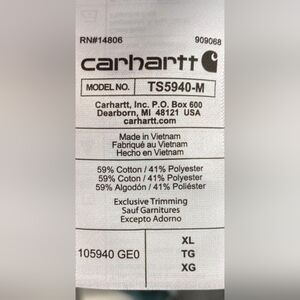 RN#14806 909068
carhartt
MODEL NO. TS5940-M
Carhartt, Inc. P.O. Box 600
Dearborn, MI 48121 USA
carhartt.com
Made in Vietnam
Fabriqué au Vietnam
Hecho en Vietnam
59% Cotton / 41% Polyester
59% Cotton / 41% Polyester
59% Algodón / 41% Poliéster
Exclusive Trimming
Sauf Garnitures
Excepto Adorno
105940 GE0
XL
TG
XG